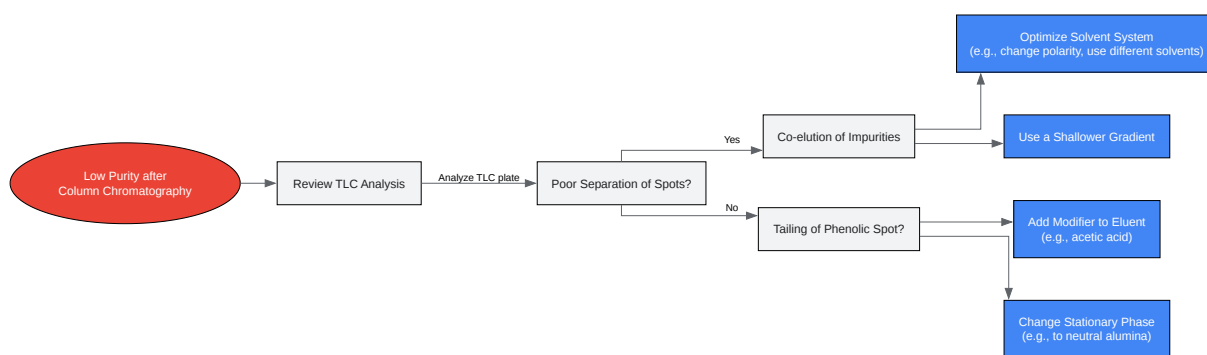 Low Purity after
Column Chromatography
Review TLC Analysis
Analyze TLC plate
Poor Separation of Spots?
Yes
Co-elution of Impurities
Optimize Solvent System
(e.g., change polarity, use different solvents)
Use a Shallower Gradient
No
Tailing of Phenolic Spot?
Add Modifier to Eluent
(e.g., acetic acid)
Change Stationary Phase
(e.g., to neutral alumina)